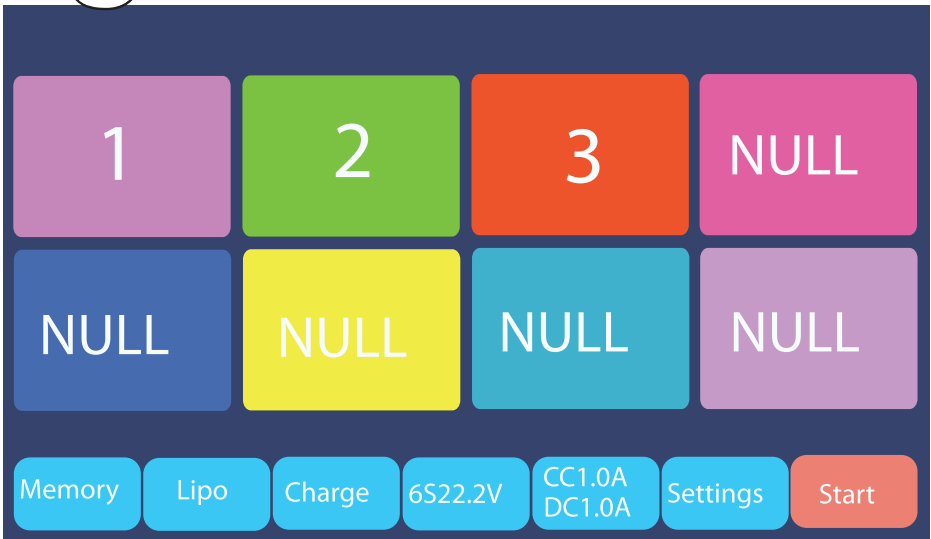 1
2
3
NULL
NULL
NULL
NULL
NULL
Memory
Lipo
Charge
6S22.2V
CC1.0A
DC1.0A
Settings
Start